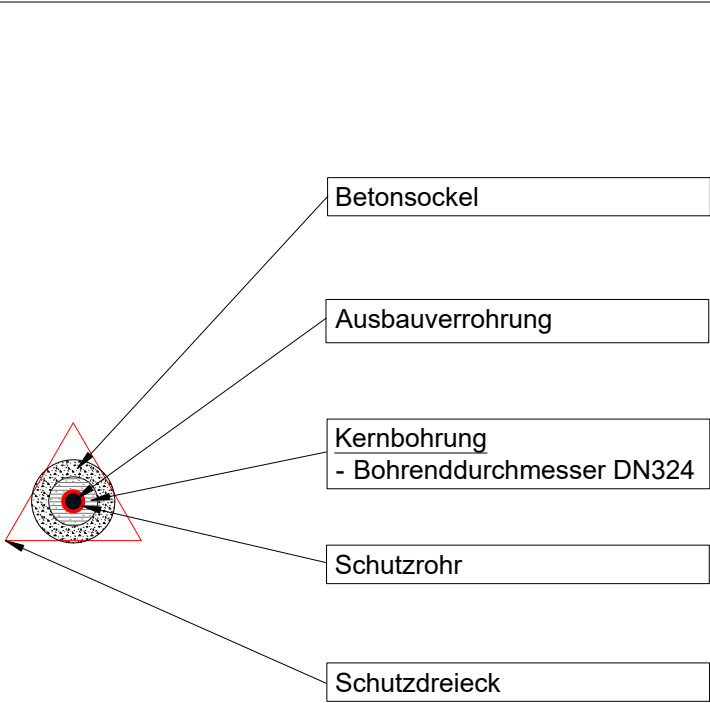 Betonsockel
Ausbauverrohrung
Kernbohrung
- Bohrenddurchmesser DN324
Schutzrohr
Schutzdreieck